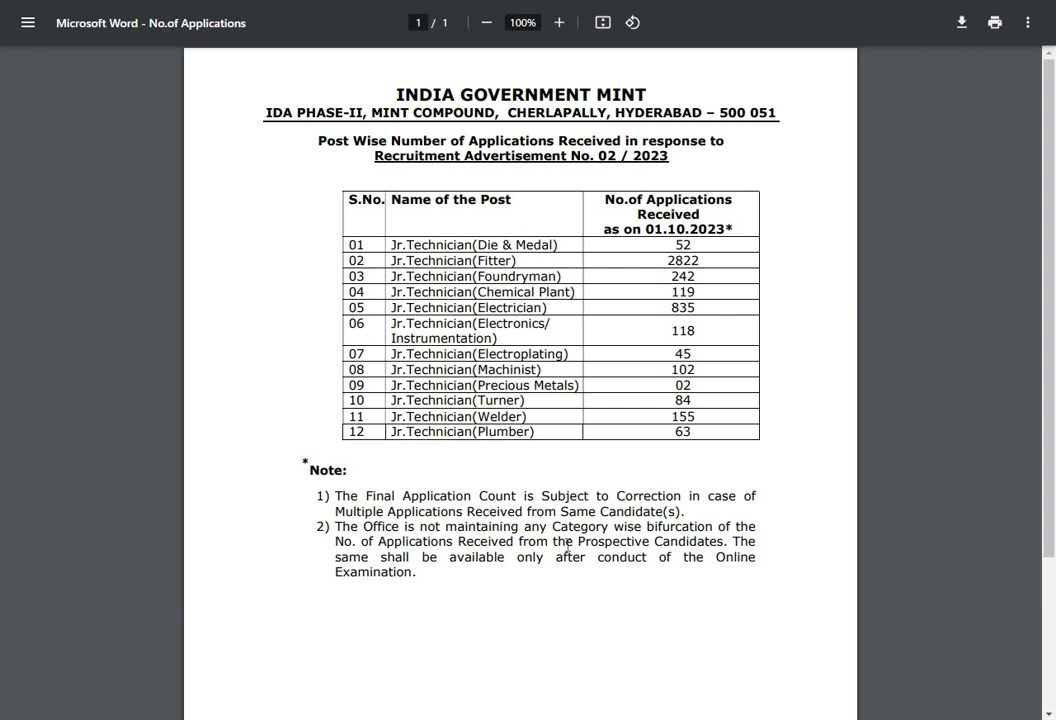 Microsoft Word - No.of Applications
1 / 1
100%
INDIA GOVERNMENT MINT
IDA PHASE-II, MINT COMPOUND, CHERLAPALLY, HYDERABAD – 500 051
Post Wise Number of Applications Received in response to
Recruitment Advertisement No. 02 / 2023
S.No. Name of the Post No.of Applications
Received
as on 01.10.2023*
01 Jr.Technician(Die & Medal) 52
02 Jr.Technician(Fitter) 2822
03 Jr.Technician(Foundryman) 242
04 Jr.Technician(Chemical Plant) 119
05 Jr.Technician(Electrician) 835
06 Jr.Technician(Electronics/
Instrumentation) 118
07 Jr.Technician(Electroplating) 45
08 Jr.Technician(Machinist) 102
09 Jr.Technician(Precious Metals) 02
10 Jr.Technician(Turner) 84
11 Jr.Technician(Welder) 155
12 Jr.Technician(Plumber) 63
*Note:
1) The Final Application Count is Subject to Correction in case of
Multiple Applications Received from Same Candidate(s).
2) The Office is not maintaining any Category wise bifurcation of the
No. of Applications Received from the Prospective Candidates. The
same shall be available only after conduct of the Online
Examination.